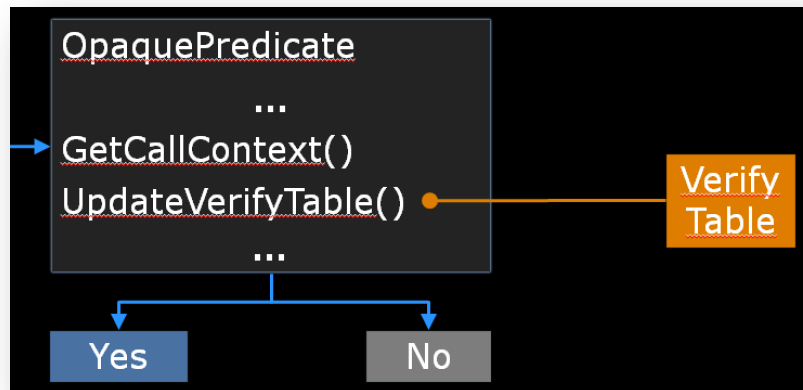 OpaquePredicate
...
GetCallContext()
UpdateVerifyTable()
...
Verify
Table
Yes
No